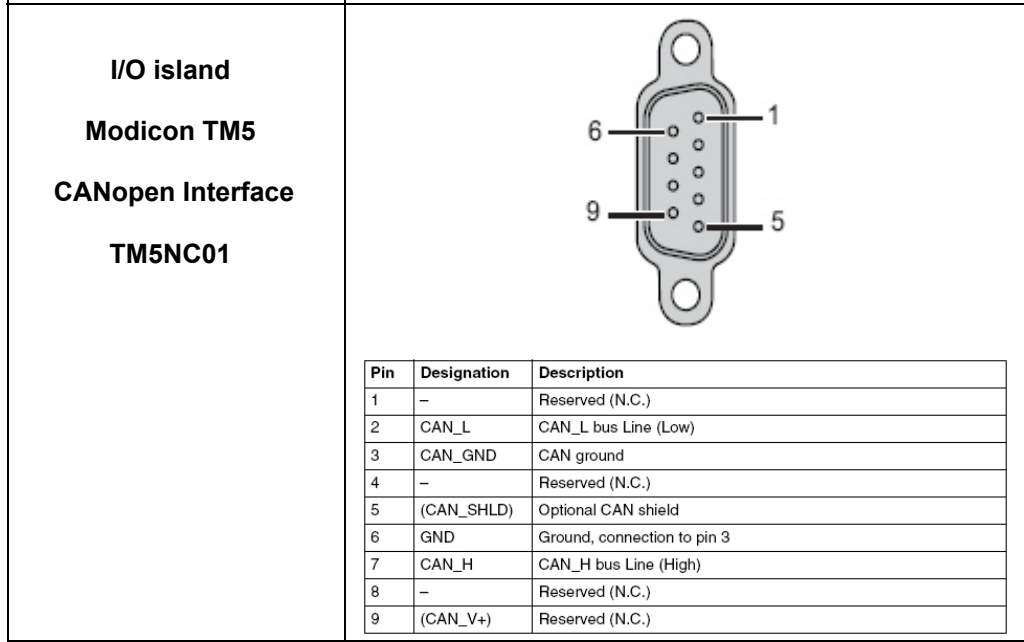 I/O island
Modicon TM5
CANopen Interface
TM5NC01
1
6
9
5
Pin Designation Description
1 – Reserved (N.C.)
2 CAN_L CAN_L bus Line (Low)
3 CAN_GND CAN ground
4 – Reserved (N.C.)
5 (CAN_SHLD) Optional CAN shield
6 GND Ground, connection to pin 3
7 CAN_H CAN_H bus Line (High)
8 – Reserved (N.C.)
9 (CAN_V+) Reserved (N.C.)